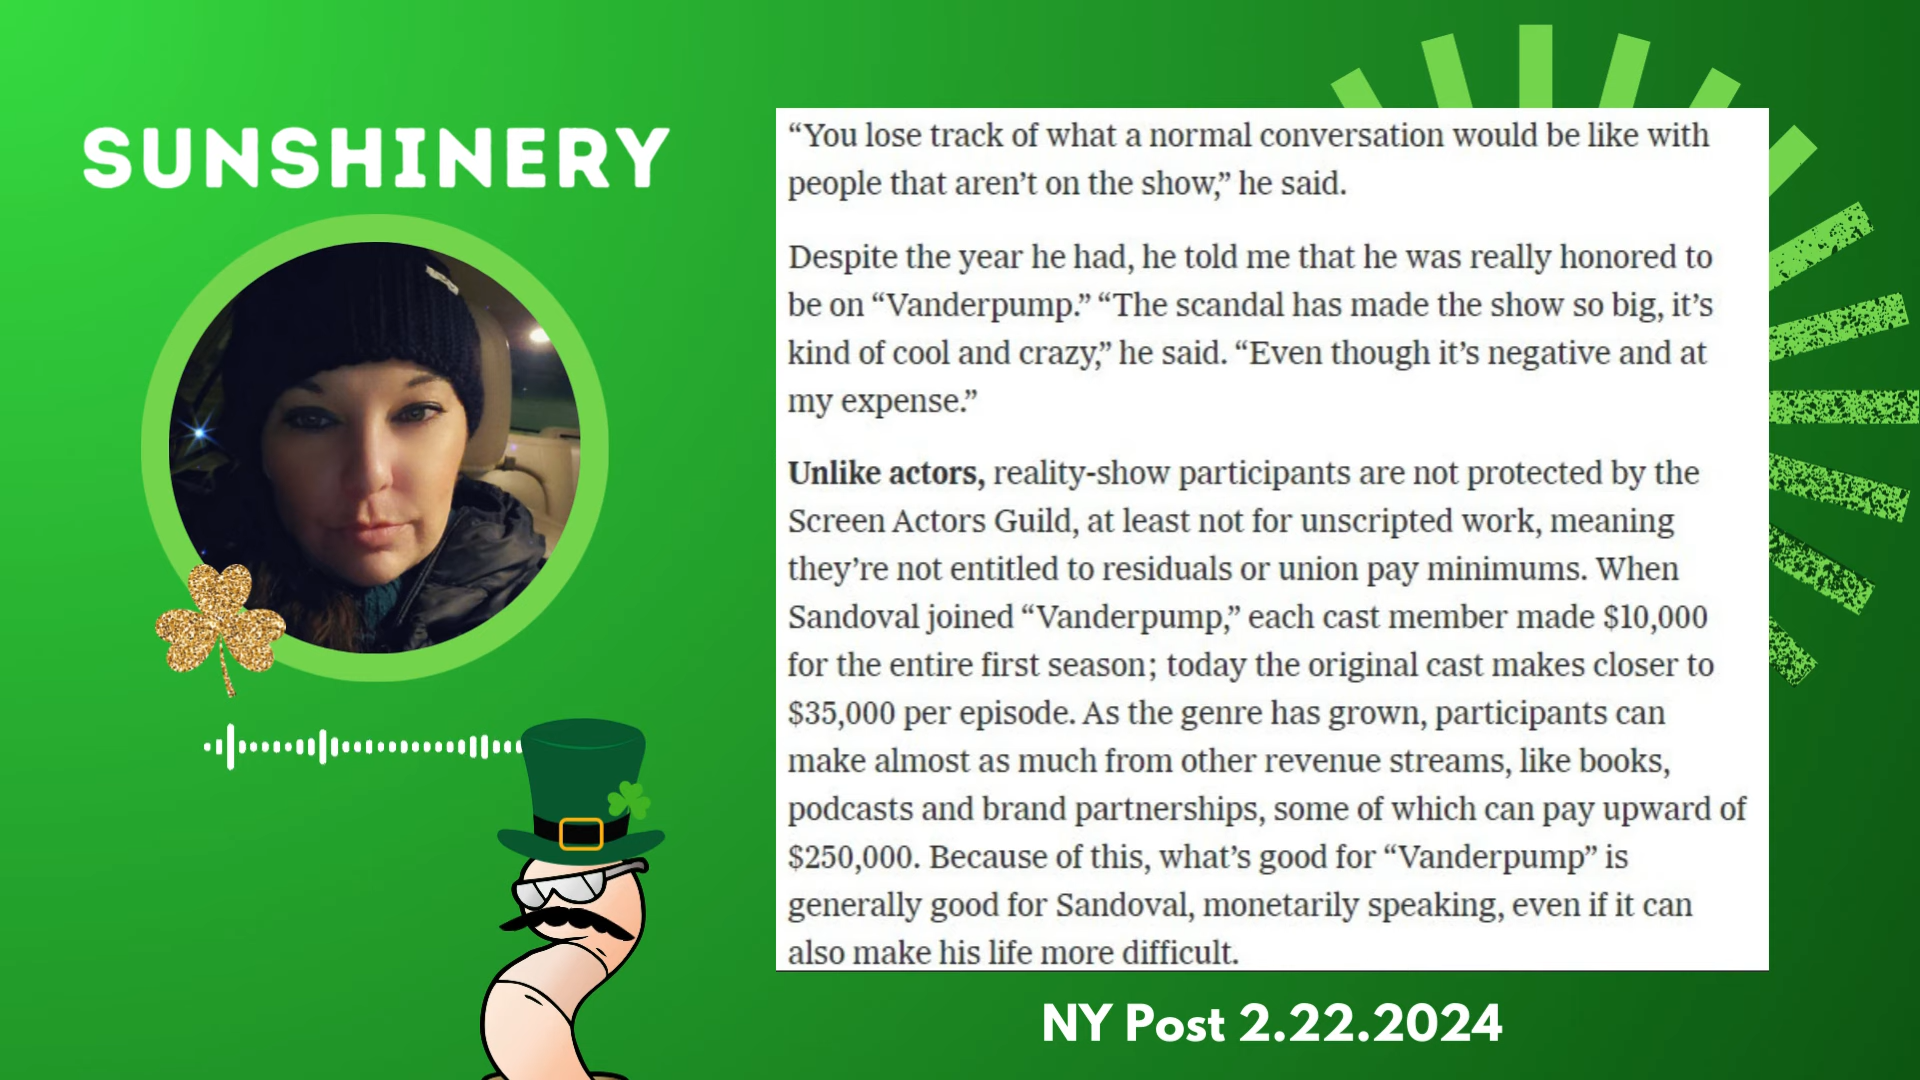 SUNSHINERY
“You lose track of what a normal conversation would be like with
people that aren’t on the show,” he said.
Despite the year he had, he told me that he was really honored to
be on “Vanderpump.” “The scandal has made the show so big, it’s
kind of cool and crazy,” he said. “Even though it’s negative and at
my expense.”
Unlike actors, reality-show participants are not protected by the
Screen Actors Guild, at least not for unscripted work, meaning
they’re not entitled to residuals or union pay minimums. When
Sandoval joined “Vanderpump,” each cast member made $10,000
for the entire first season; today the original cast makes closer to
$35,000 per episode. As the genre has grown, participants can
make almost as much from other revenue streams, like books,
podcasts and brand partnerships, some of which can pay upward of
$250,000. Because of this, what’s good for “Vanderpump” is
generally good for Sandoval, monetarily speaking, even if it can
also make his life more difficult.
NY Post 2.22.2024